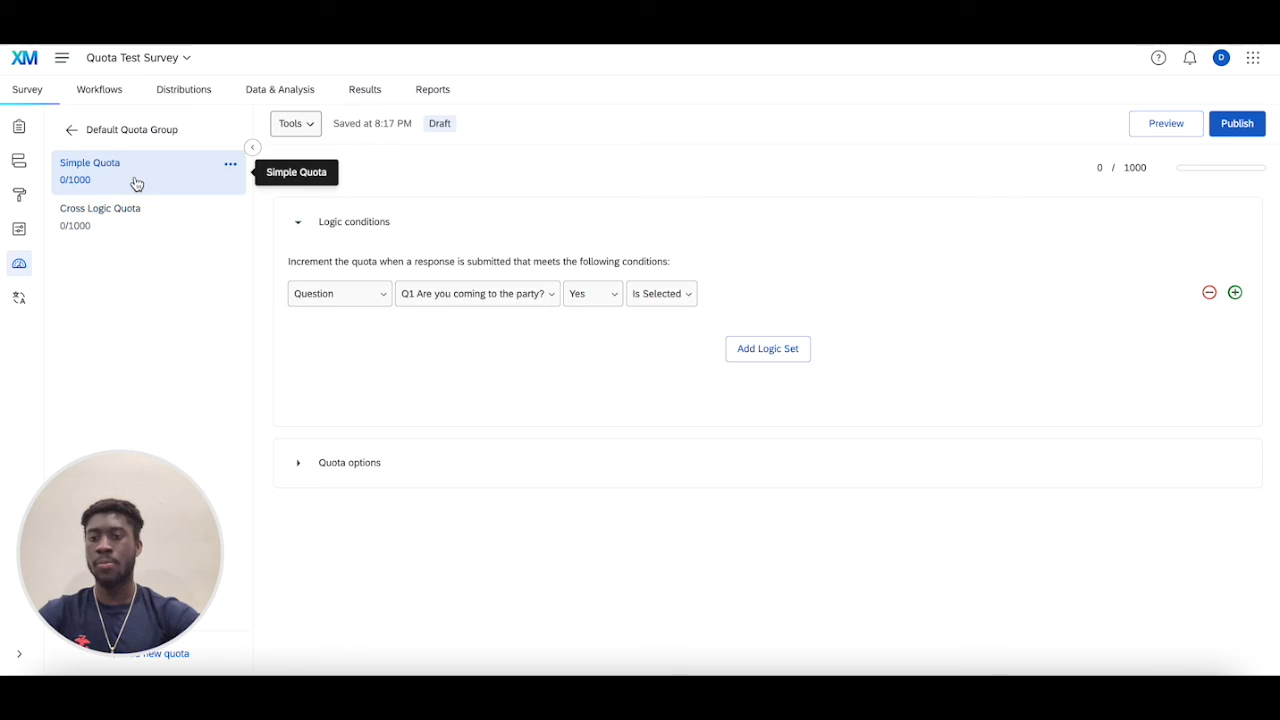 XM
Quota Test Survey
D
Survey
Workflows
Distributions
Data & Analysis
Results
Reports
Default Quota Group
Tools
Saved at 8:17 PM
Draft
Preview
Publish
Simple Quota
0/1000
Simple Quota
0 / 1000
Cross Logic Quota
0/1000
Logic conditions
Increment the quota when a response is submitted that meets the following conditions:
Question
Q1 Are you coming to the party?
Yes
Is Selected
Add Logic Set
Quota options
new quota